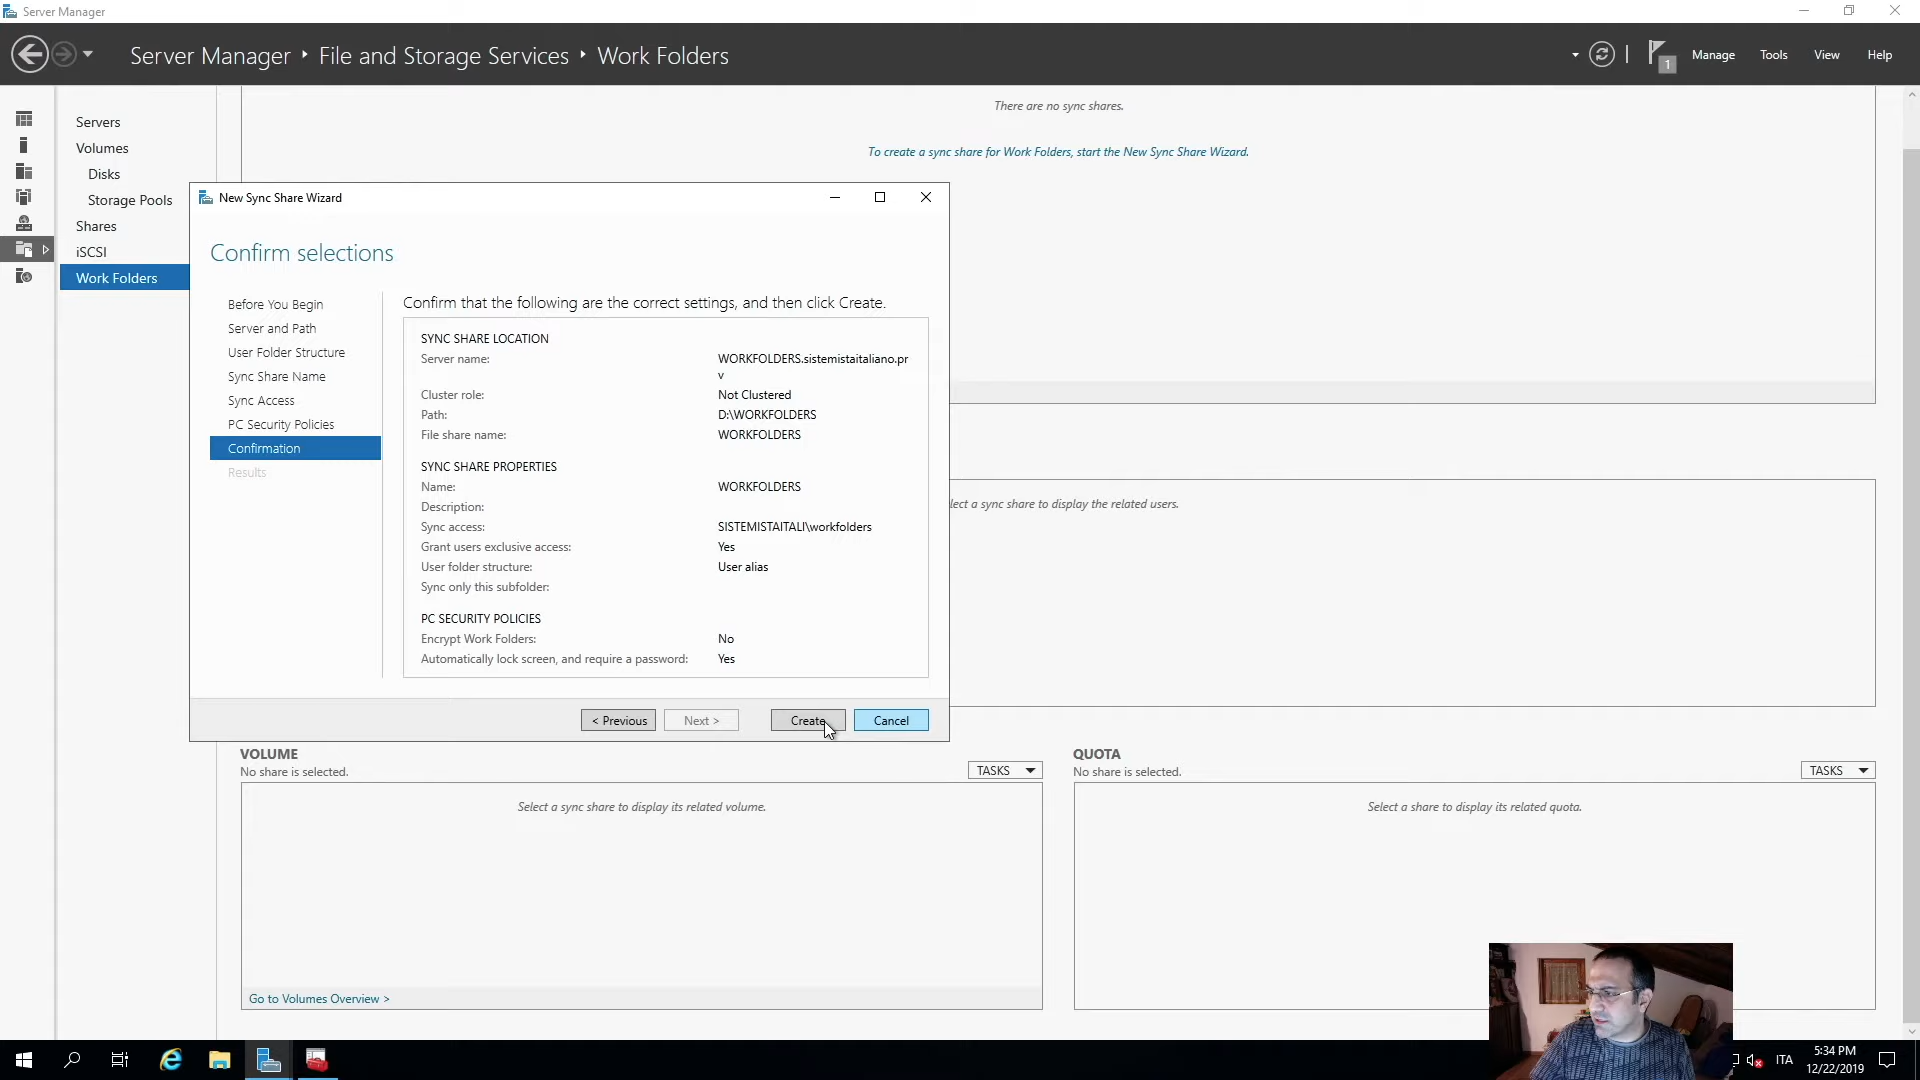 Server Manager
Server Manager ‣ File and Storage Services ‣ Work Folders
1
Manage
Tools
View
Help
Servers
Volumes
Disks
Storage Pools
Shares
iSCSI
Work Folders
There are no sync shares.
To create a sync share for Work Folders, start the New Sync Share Wizard.
New Sync Share Wizard
Confirm selections
Before You Begin
Server and Path
User Folder Structure
Sync Share Name
Sync Access
PC Security Policies
Confirmation
Results
Confirm that the following are the correct settings, and then click Create.
SYNC SHARE LOCATION
Server name: WORKFOLDERS.sistemistaitaliano.pr
v
Cluster role: Not Clustered
Path: D:\WORKFOLDERS
File share name: WORKFOLDERS
SYNC SHARE PROPERTIES
Name: WORKFOLDERS
Description:
Sync access: SISTEMISTAITALI\workfolders
Grant users exclusive access: Yes
User folder structure: User alias
Sync only this subfolder:
PC SECURITY POLICIES
Encrypt Work Folders: No
Automatically lock screen, and require a password: Yes
< Previous
Next >
Create
Cancel
lect a sync share to display the related users.
VOLUME
No share is selected.
TASKS
Select a sync share to display its related volume.
Go to Volumes Overview >
QUOTA
No share is selected.
TASKS
Select a share to display its related quota.
ITA
5:34 PM
12/22/2019